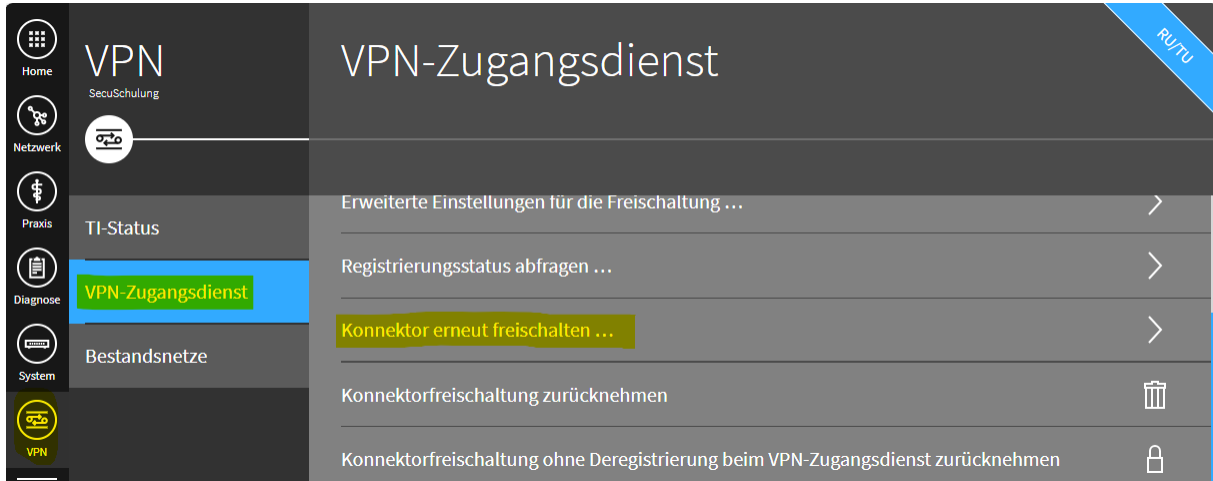 Home
Netzwerk
Praxis
Diagnose
System
VPN
VPN
SecuSchulung
TI-Status
VPN-Zugangsdienst
Bestandsnetze
VPN-Zugangsdienst
RU/TU
Erweiterte Einstellungen für die Freischaltung ...
Registrierungsstatus abfragen ...
Konnektor erneut freischalten ...
Konnektorfreischaltung zurücknehmen
Konnektorfreischaltung ohne Deregistrierung beim VPN-Zugangsdienst zurücknehmen